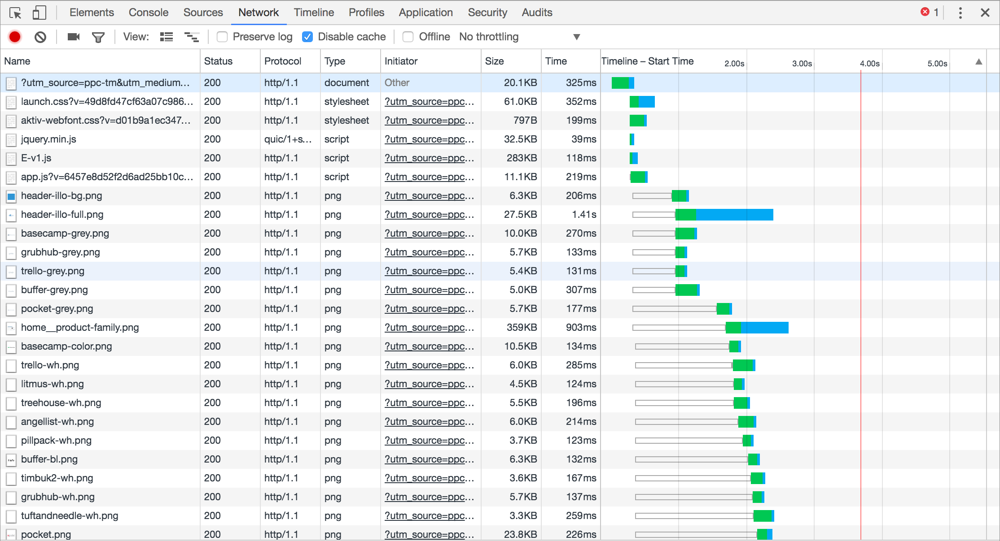 Elements Console Sources Network Timeline Profiles Application Security Audits 1
View: Preserve log Disable cache Offline No throttling
Name Status Protocol Type Initiator Size Time Timeline – Start Time 2.00s 3.00s 4.00s 5.00s
?utm_source=ppc-tm&utm_medium... 200 http/1.1 document Other 20.1KB 325ms
launch.css?v=49d8fd47cf63a07c986... 200 http/1.1 stylesheet ?utm_source=ppc... 61.0KB 352ms
aktiv-webfont.css?v=d01b9a1ec347... 200 http/1.1 stylesheet ?utm_source=ppc... 797B 199ms
jquery.min.js 200 quic/1+s... script ?utm_source=ppc... 32.5KB 39ms
E-v1.js 200 http/1.1 script ?utm_source=ppc... 283KB 118ms
app.js?v=6457e8d52f2d6ad25bb10c... 200 http/1.1 script ?utm_source=ppc... 11.1KB 219ms
header-illo-bg.png 200 http/1.1 png ?utm_source=ppc... 6.3KB 206ms
header-illo-full.png 200 http/1.1 png ?utm_source=ppc... 27.5KB 1.41s
basecamp-grey.png 200 http/1.1 png ?utm_source=ppc... 10.0KB 270ms
grubhub-grey.png 200 http/1.1 png ?utm_source=ppc... 5.7KB 133ms
trello-grey.png 200 http/1.1 png ?utm_source=ppc... 5.4KB 131ms
buffer-grey.png 200 http/1.1 png ?utm_source=ppc... 5.0KB 307ms
pocket-grey.png 200 http/1.1 png ?utm_source=ppc... 5.7KB 177ms
home__product-family.png 200 http/1.1 png ?utm_source=ppc... 359KB 903ms
basecamp-color.png 200 http/1.1 png ?utm_source=ppc... 10.5KB 134ms
trello-wh.png 200 http/1.1 png ?utm_source=ppc... 6.0KB 285ms
litmus-wh.png 200 http/1.1 png ?utm_source=ppc... 4.5KB 124ms
treehouse-wh.png 200 http/1.1 png ?utm_source=ppc... 5.5KB 196ms
angellist-wh.png 200 http/1.1 png ?utm_source=ppc... 6.0KB 214ms
pillpack-wh.png 200 http/1.1 png ?utm_source=ppc... 3.7KB 123ms
buffer-bl.png 200 http/1.1 png ?utm_source=ppc... 6.3KB 132ms
timbuk2-wh.png 200 http/1.1 png ?utm_source=ppc... 3.6KB 167ms
grubhub-wh.png 200 http/1.1 png ?utm_source=ppc... 5.7KB 137ms
tuftandneedle-wh.png 200 http/1.1 png ?utm_source=ppc... 3.3KB 259ms
pocket.png 200 http/1.1 png ?utm_source=ppc... 23.8KB 226ms